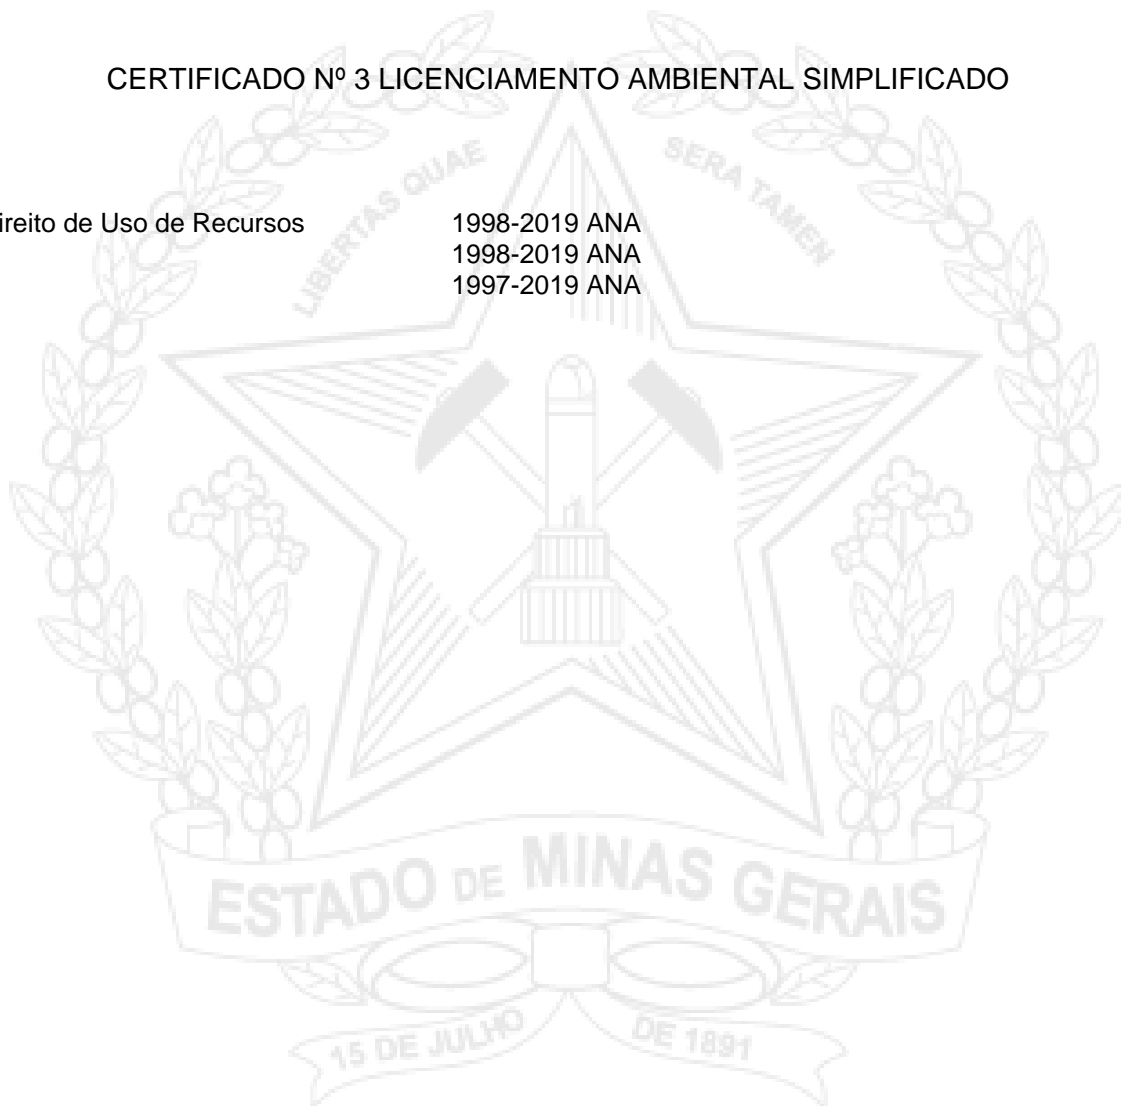 CERTIFICADO Nº 3 LICENCIAMENTO AMBIENTAL SIMPLIFICADO
LIBERTAS QUAE SERA TAMEN
ireito de Uso de Recursos 1998-2019 ANA
1998-2019 ANA
1997-2019 ANA
ESTADO DE MINAS GERAIS
15 DE JULHO DE 1891